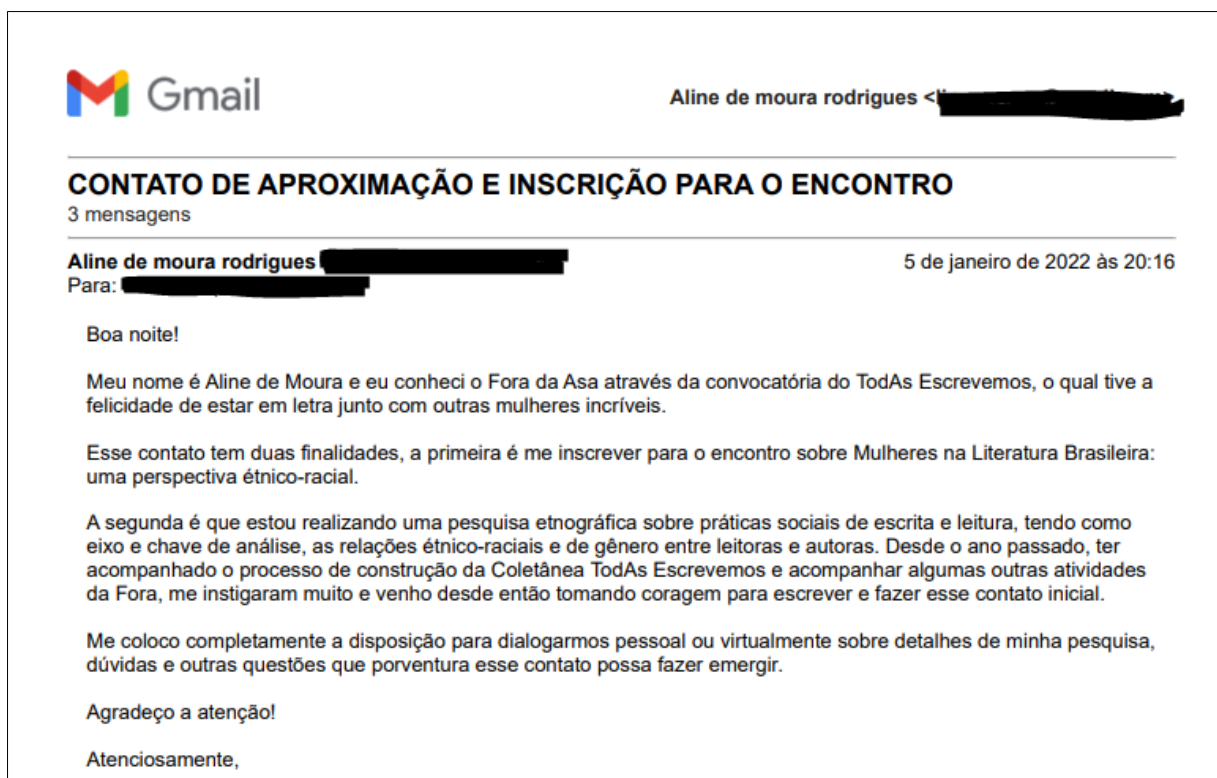 Gmail
Aline de moura rodrigues <
CONTATO DE APROXIMAÇÃO E INSCRIÇÃO PARA O ENCONTRO
3 mensagens
Aline de moura rodrigues
5 de janeiro de 2022 às 20:16
Para:
Boa noite!
Meu nome é Aline de Moura e eu conheci o Fora da Asa através da convocatória do TodAs Escrevemos, o qual tive a
felicidade de estar em letra junto com outras mulheres incríveis.
Esse contato tem duas finalidades, a primeira é me inscrever para o encontro sobre Mulheres na Literatura Brasileira:
uma perspectiva étnico-racial.
A segunda é que estou realizando uma pesquisa etnográfica sobre práticas sociais de escrita e leitura, tendo como
eixo e chave de análise, as relações étnico-raciais e de gênero entre leitoras e autoras. Desde o ano passado, ter
acompanhado o processo de construção da Coletânea TodAs Escrevemos e acompanhar algumas outras atividades
da Fora, me instigaram muito e venho desde então tomando coragem para escrever e fazer esse contato inicial.
Me coloco completamente a disposição para dialogarmos pessoal ou virtualmente sobre detalhes de minha pesquisa,
dúvidas e outras questões que porventura esse contato possa fazer emergir.
Agradeço a atenção!
Atenciosamente,